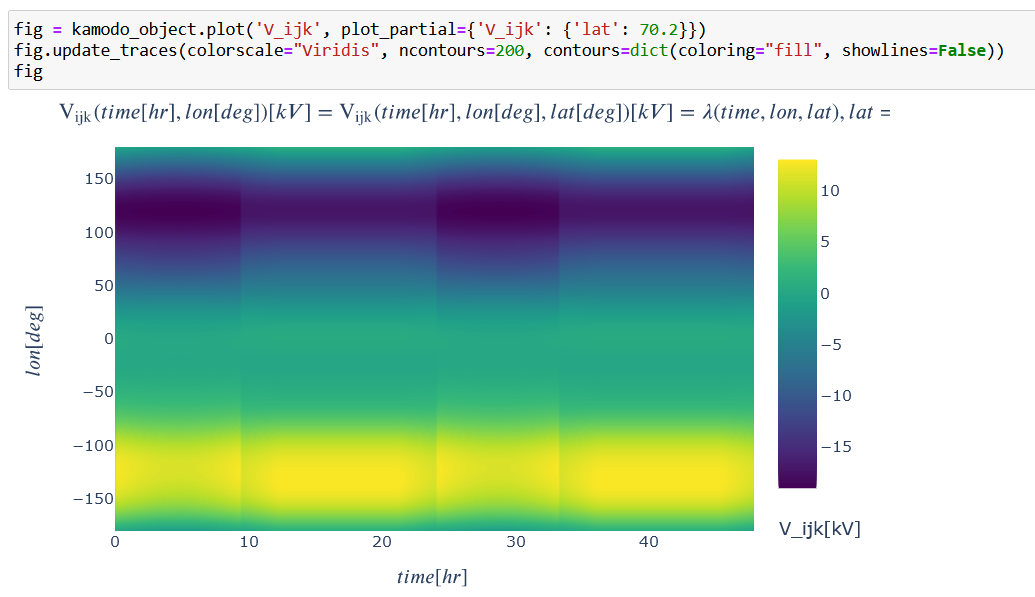 fig = kamodo_object.plot('V_ijk', plot_partial={'V_ijk': {'lat': 70.2}})
fig.update_traces(colorscale="Viridis", ncontours=200, contours=dict(coloring="fill", showlines=False))
fig
V_ijk(time[hr], lon[deg])[kV] = V_ijk(time[hr], lon[deg], lat[deg])[kV] = λ(time, lon, lat), lat =
150
100
50
0
−50
−100
−150
lon[deg]
0
10
20
30
40
time[hr]
10
5
0
−5
−10
−15
V_ijk[kV]